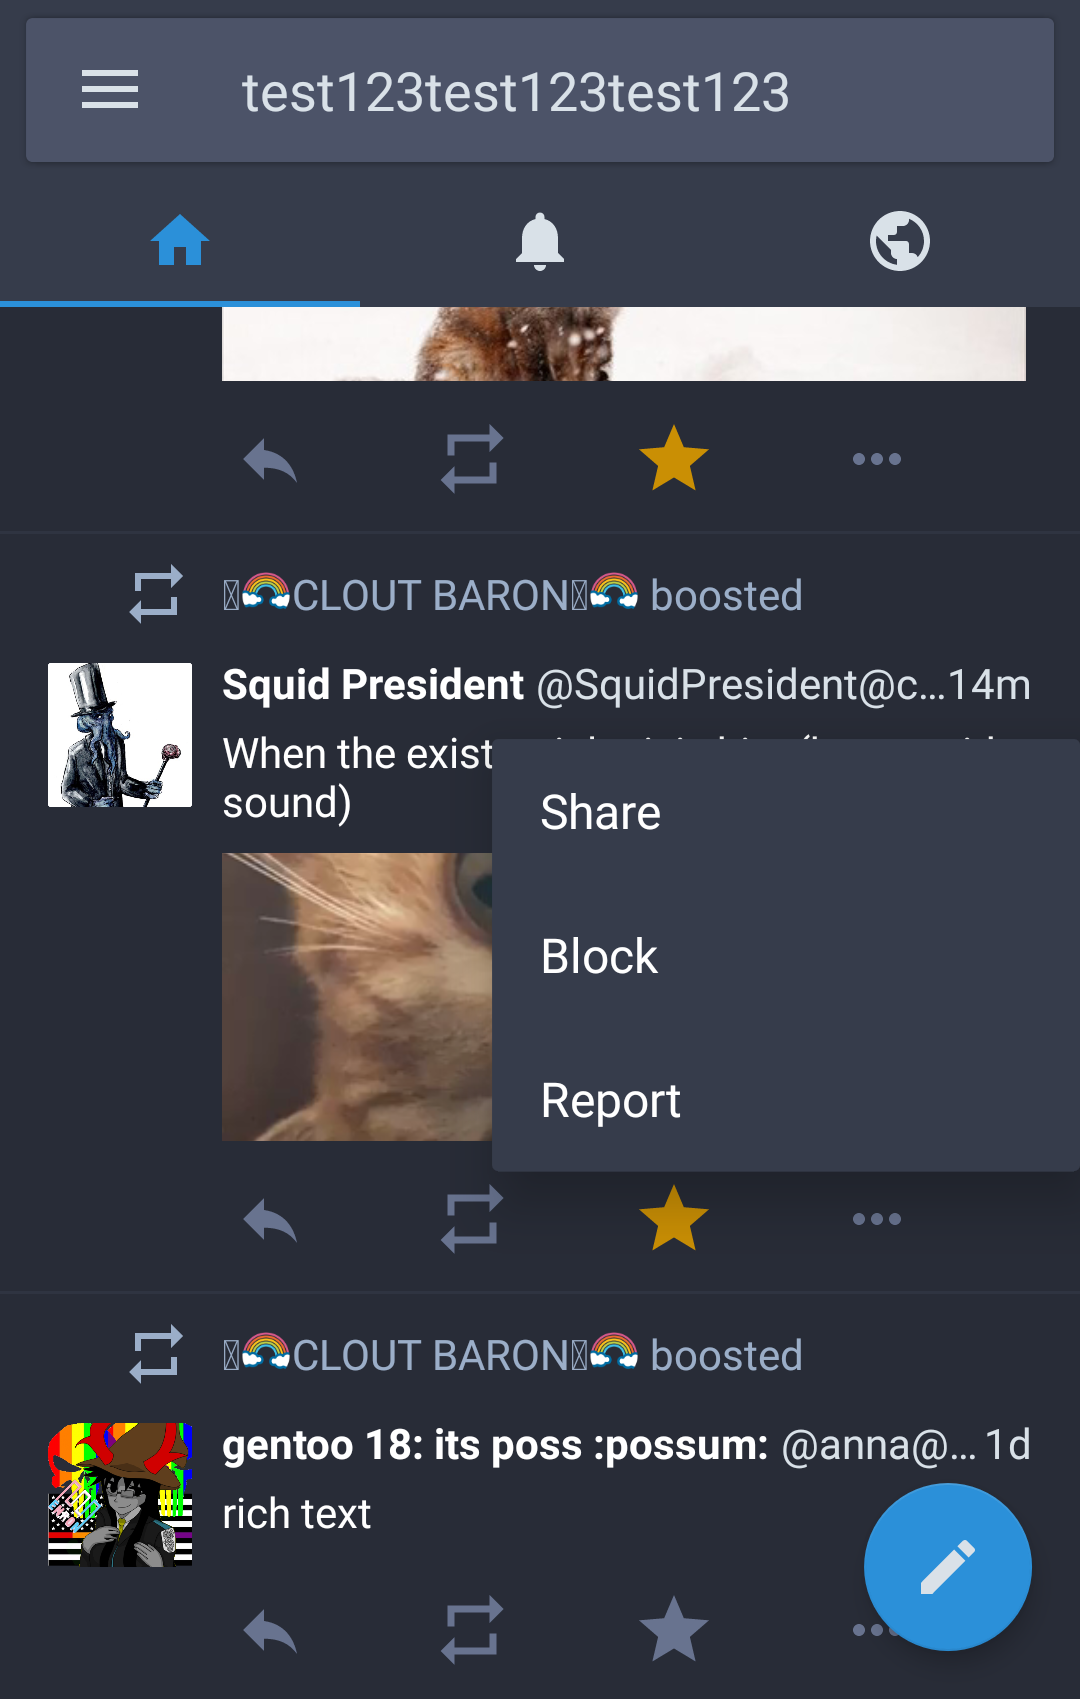 test123test123test123
🌈CLOUT BARON🌈 boosted
Squid President @SquidPresident@c...14m
When the exist
sound)
Share
Block
Report
🌈CLOUT BARON🌈 boosted
gentoo 18: its poss :possum: @anna@... 1d
rich text